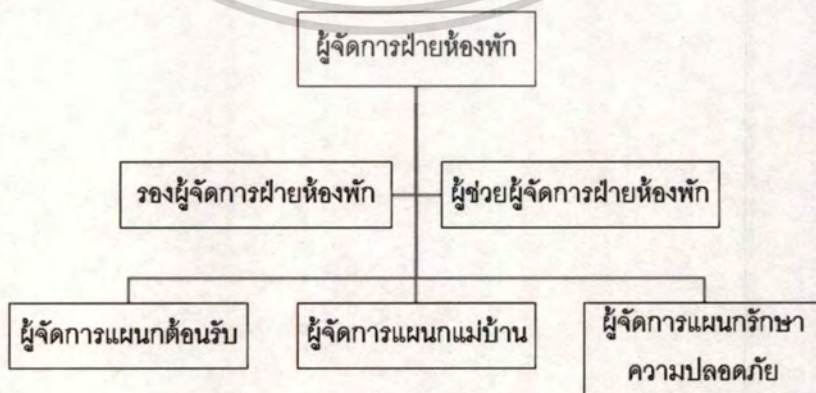 ผู้จัดการฝ่ายห้องพัก
รองผู้จัดการฝ่ายห้องพัก
ผู้ช่วยผู้จัดการฝ่ายห้องพัก
ผู้จัดการแผนกต้อนรับ
ผู้จัดการแผนกแม่บ้าน
ผู้จัดการแผนกรักษา
ความปลอดภัย